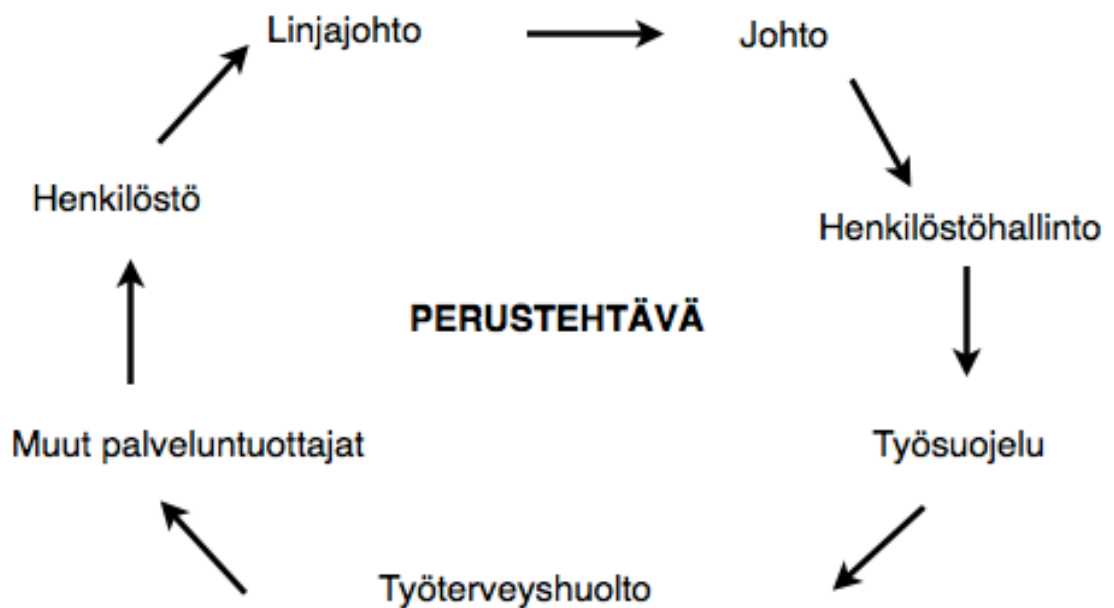 Linjajohto
Johto
Henkilöstö
Henkilöstöhallinto
PERUSTEHTÄVÄ
Muut palveluntuottajat
Työsuojelu
Työterveyshuolto